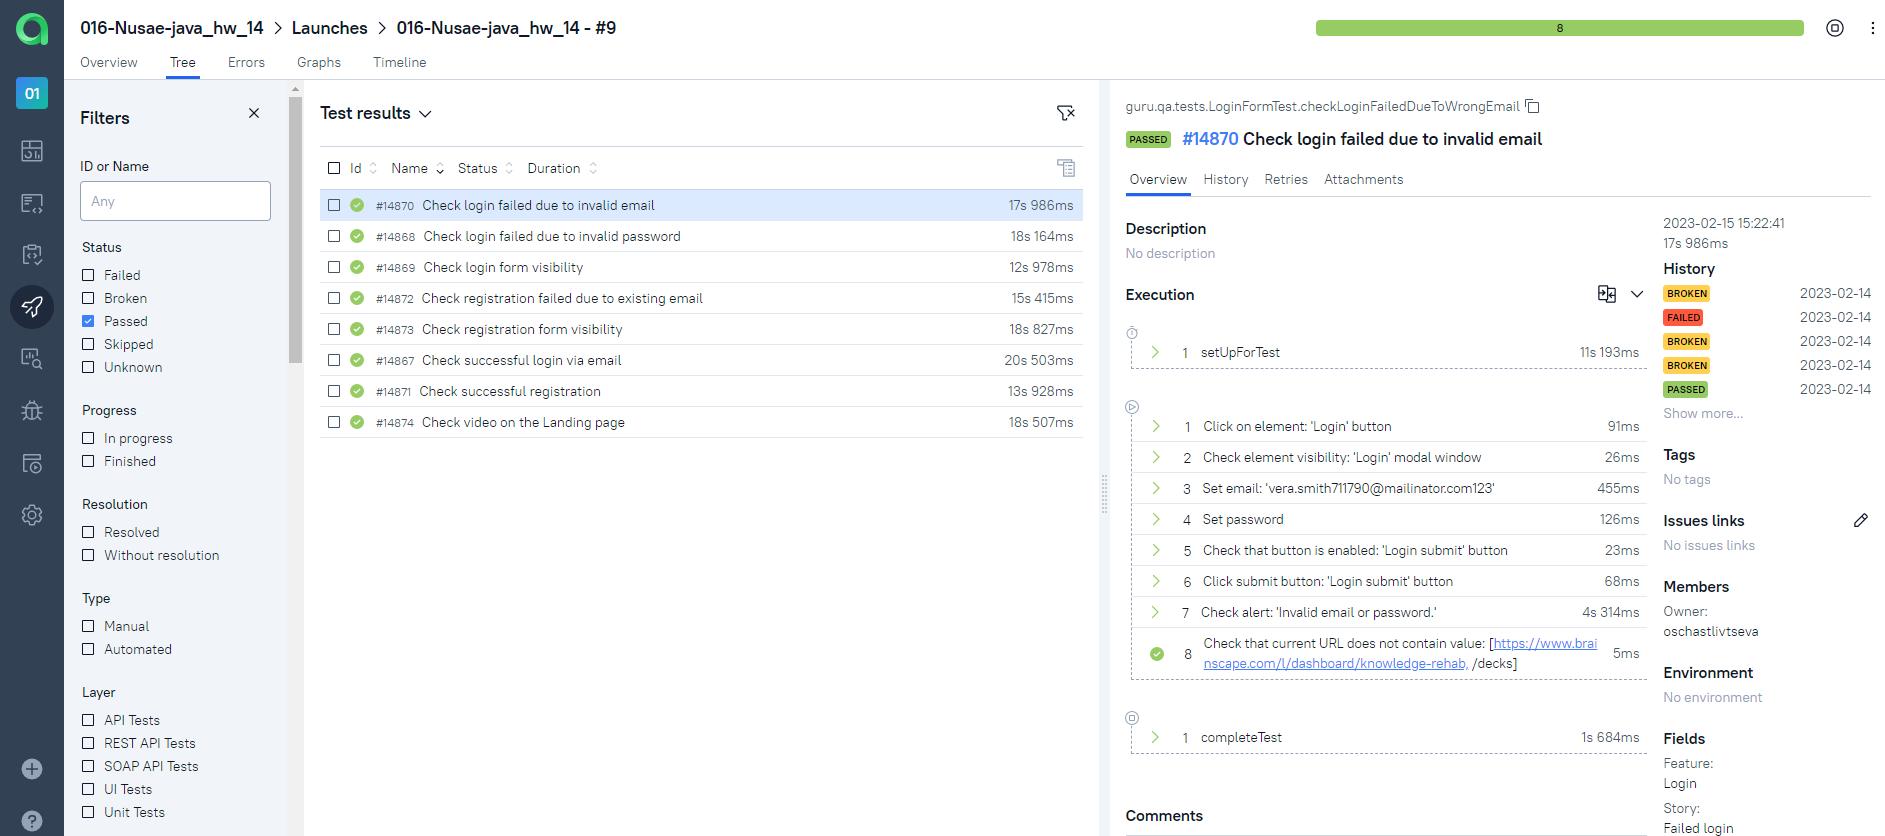 016-Nusae-java_hw_14 > Launches > 016-Nusae-java_hw_14 - #9
8
Overview Tree Errors Graphs Timeline
01
Filters
ID or Name
Any
Status
Failed
Broken
Passed
Skipped
Unknown
Progress
In progress
Finished
Resolution
Resolved
Without resolution
Type
Manual
Automated
Layer
API Tests
REST API Tests
SOAP API Tests
UI Tests
Unit Tests
Test results
Id Name Status Duration
#14870 Check login failed due to invalid email 17s 986ms
#14868 Check login failed due to invalid password 18s 164ms
#14869 Check login form visibility 12s 978ms
#14872 Check registration failed due to existing email 15s 415ms
#14873 Check registration form visibility 18s 827ms
#14867 Check successful login via email 20s 503ms
#14871 Check successful registration 13s 928ms
#14874 Check video on the Landing page 18s 507ms
guru.qa.tests.LoginFormTest.checkLoginFailedDueToWrongEmail
PASSED #14870 Check login failed due to invalid email
Overview History Retries Attachments
Description
No description
Execution
1 setUpForTest 11s 193ms
1 Click on element: 'Login' button 91ms
2 Check element visibility: 'Login' modal window 26ms
3 Set email: 'vera.smith711790@mailinator.com123' 455ms
4 Set password 126ms
5 Check that button is enabled: 'Login submit' button 23ms
6 Click submit button: 'Login submit' button 68ms
7 Check alert: 'Invalid email or password.' 4s 314ms
8 Check that current URL does not contain value: [https://www.brai
nscape.com/l/dashboard/knowledge-rehab, /decks] 5ms
1 completeTest 1s 684ms
Comments
2023-02-15 15:22:41
17s 986ms
History
BROKEN 2023-02-14
FAILED 2023-02-14
BROKEN 2023-02-14
BROKEN 2023-02-14
PASSED 2023-02-14
Show more...
Tags
No tags
Issues links
No issues links
Members
Owner:
oschastlivtseva
Environment
No environment
Fields
Feature:
Login
Story:
Failed login